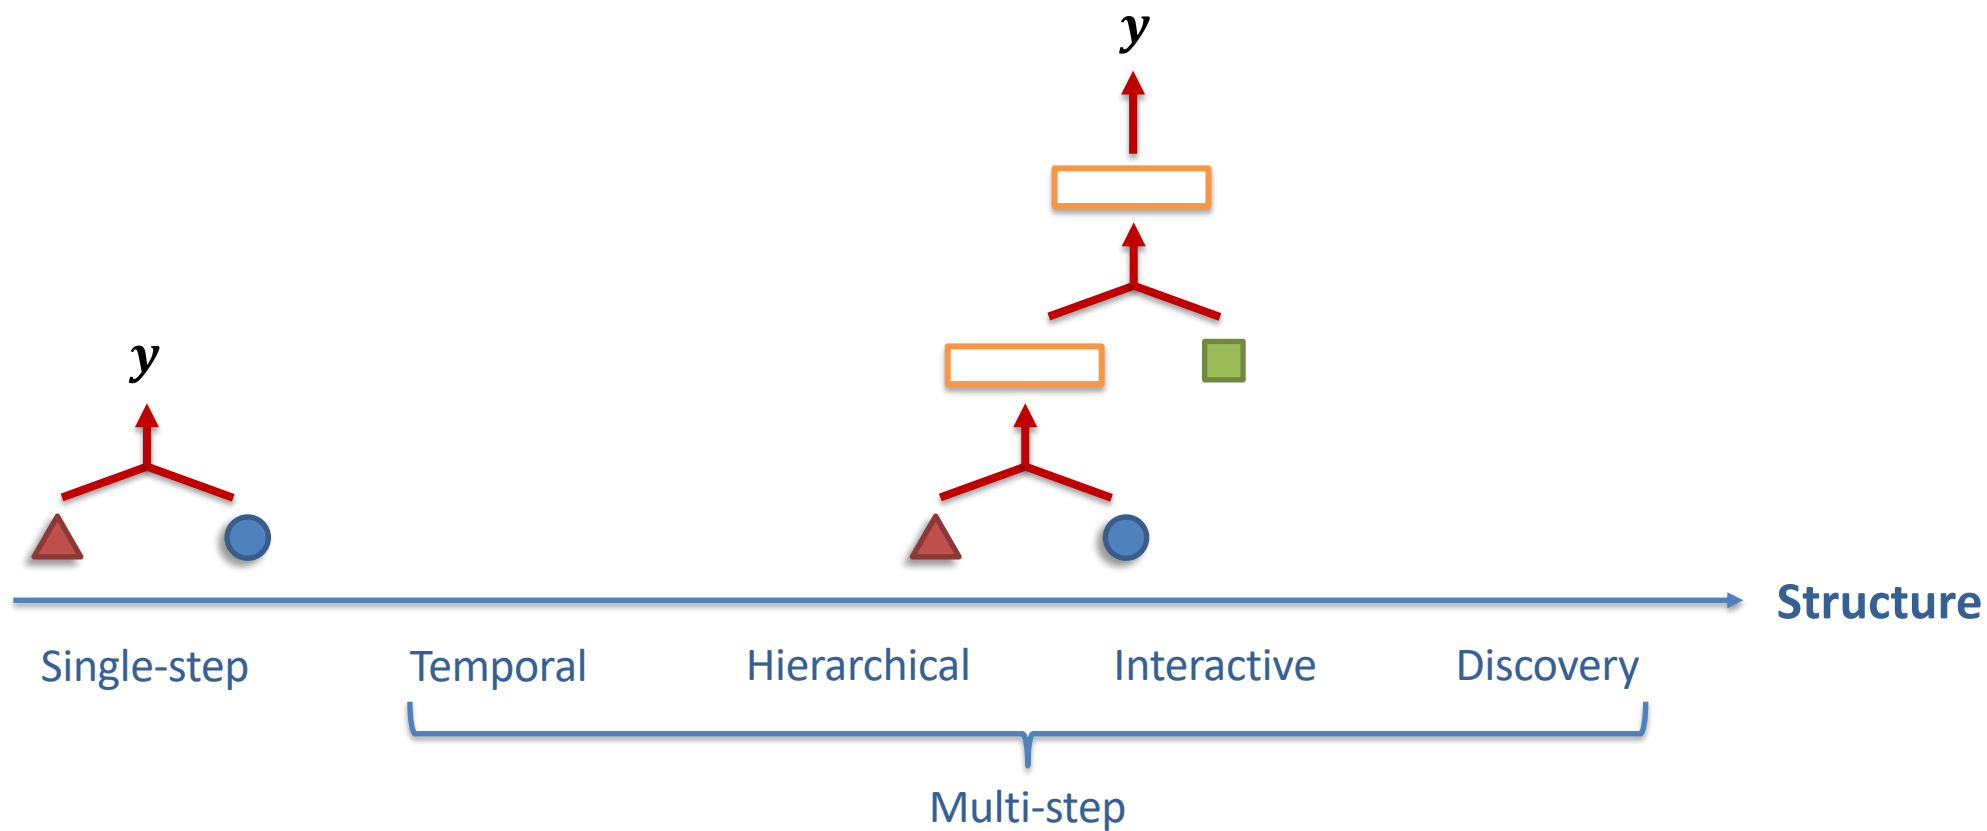 y
y
Structure
Single-step
Temporal
Hierarchical
Interactive
Discovery
Multi-step